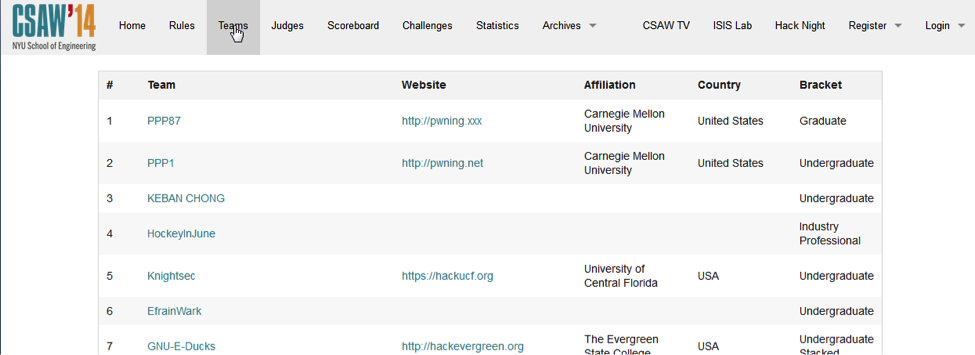 CSAW'14
NYU School of Engineering
Home Rules Teams Judges Scoreboard Challenges Statistics Archives CSAW TV ISIS Lab Hack Night Register Login
# Team Website Affiliation Country Bracket
1 PPP87 http://pwning.xxx Carnegie Mellon University United States Graduate
2 PPP1 http://pwning.net Carnegie Mellon University United States Undergraduate
3 KEBAN CHONG Undergraduate
4 HockeyInJune Industry Professional
5 Knightsec https://hackucf.org University of Central Florida USA Undergraduate
6 EfrainWark Undergraduate
7 GNU-E-Ducks http://hackevergreen.org The Evergreen State College USA Undergraduate Stacked